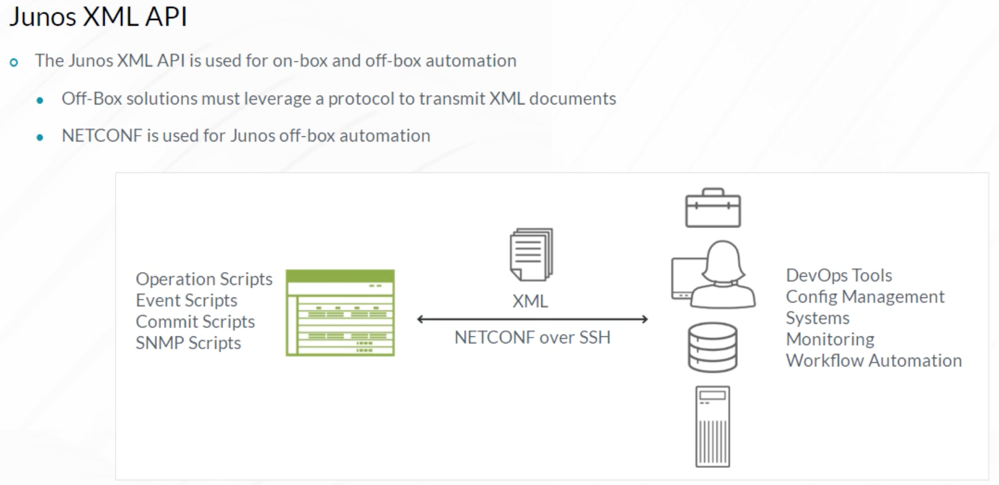 Junos XML API
The Junos XML API is used for on-box and off-box automation
Off-Box solutions must leverage a protocol to transmit XML documents
NETCONF is used for Junos off-box automation
Operation Scripts
Event Scripts
Commit Scripts
SNMP Scripts
XML
NETCONF over SSH
DevOps Tools
Config Management
Systems
Monitoring
Workflow Automation